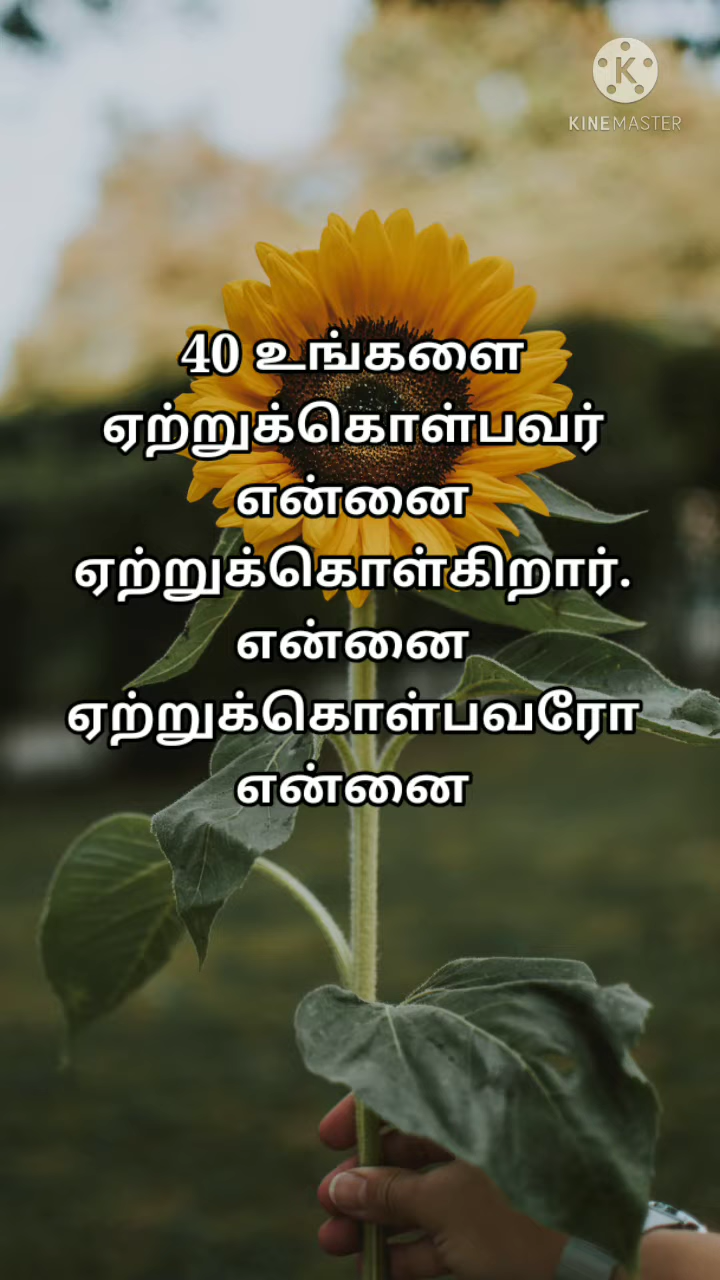 KINEMASTER
40 உங்களை
ஏற்றுக்கொள்பவர்
என்னை
ஏற்றுக்கொள்கிறார்.
என்னை
ஏற்றுக்கொள்பவரோ
என்னை